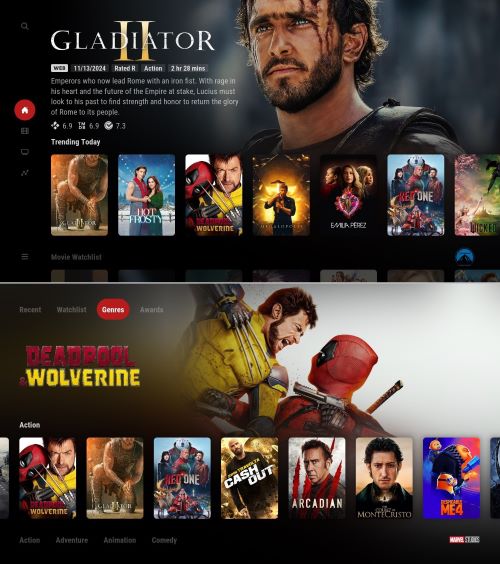 GLADIATOR
II
WEB 11/13/2024 Rated R Action 2 hr 28 mins
Emperors who now lead Rome with an iron fist. With rage in
his heart and the future of the Empire at stake, Lucius must
look to his past to find strength and honor to return the glory
of Rome to its people.
6.9 6.9 7.3
Trending Today
GLADIATOR
HOT FROSTY
DEADPOOL & WOLVERINE
MEGALOPOLIS
EMILIA PÉREZ
RED ONE
WICKED
Movie Watchlist
Recent Watchlist Genres Awards
DEADPOOL
& WOLVERINE
Action
DEADPOOL & WOLVERINE
GLADIATOR
RED ONE
CASH OUT
ARCADIAN
MONTE CRISTO
DESPICABLE
ME4
Action Adventure Animation Comedy
MARVEL STUDIOS